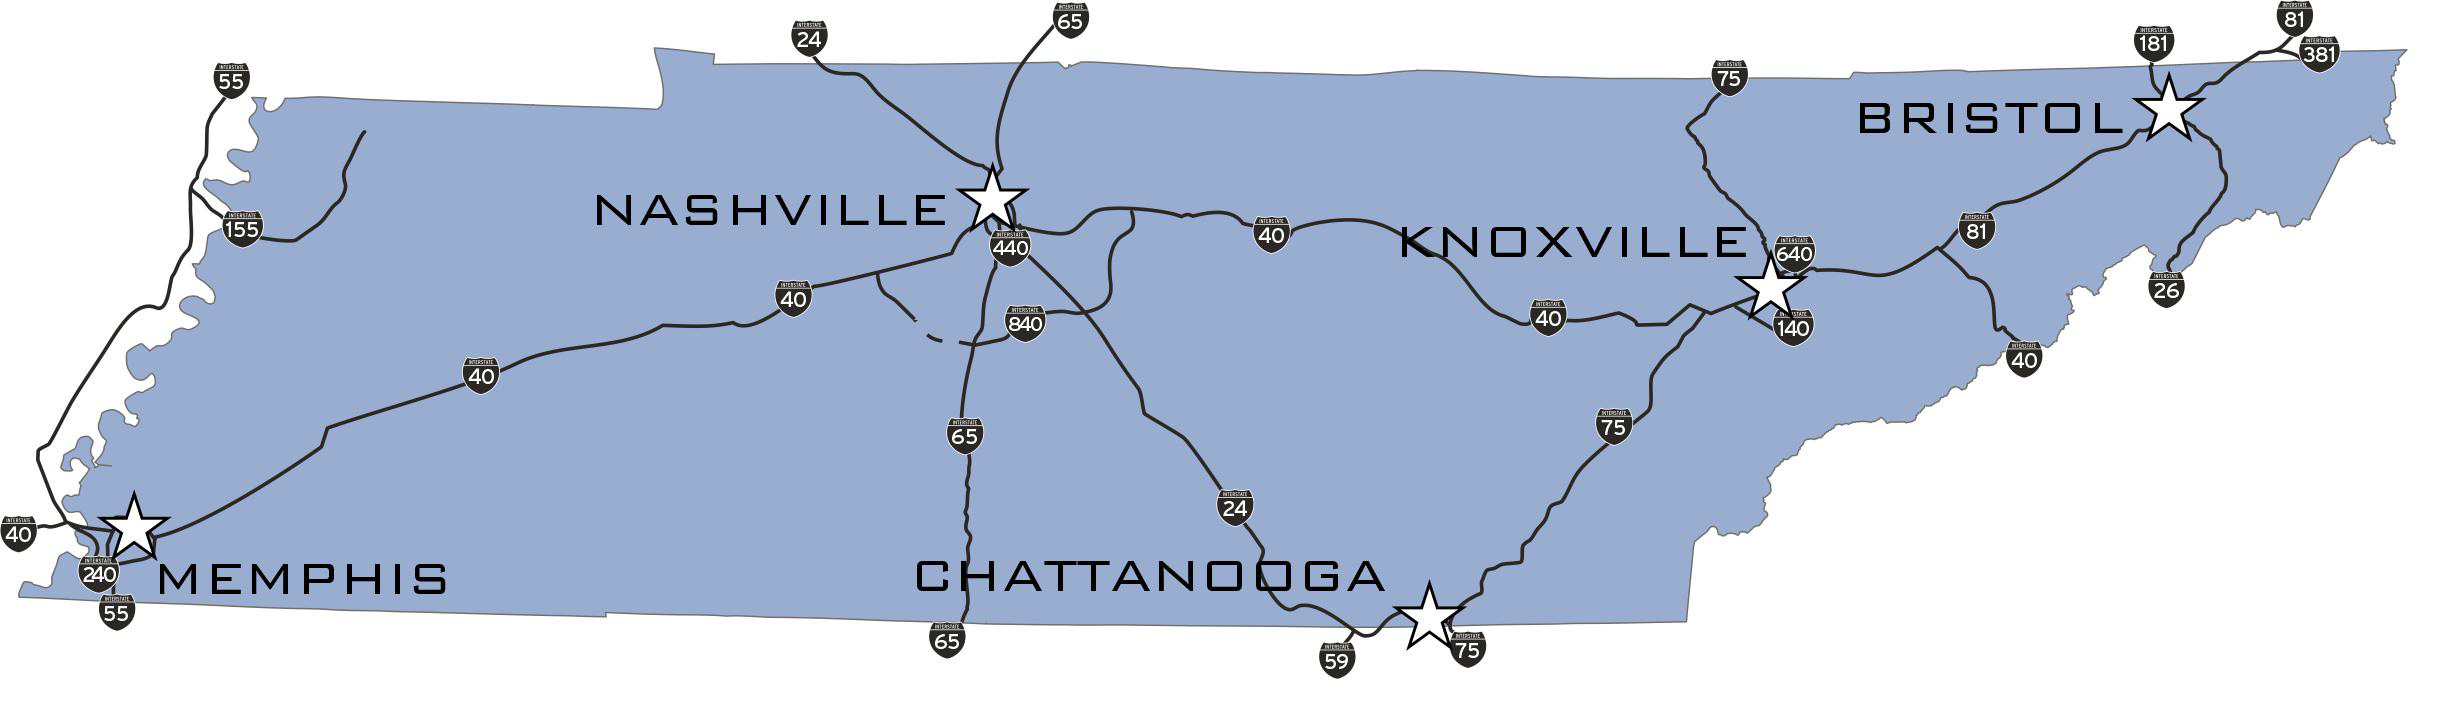 INTERSTATE
65
INTERSTATE
81
INTERSTATE
24
INTERSTATE
181
INTERSTATE
381
INTERSTATE
55
INTERSTATE
75
BRISTOL
NASHVILLE
INTERSTATE
155
INTERSTATE
440
INTERSTATE
40
KNOXVILLE
INTERSTATE
640
INTERSTATE
81
INTERSTATE
40
INTERSTATE
26
INTERSTATE
840
INTERSTATE
40
INTERSTATE
140
INTERSTATE
40
INTERSTATE
40
INTERSTATE
65
INTERSTATE
75
INTERSTATE
24
INTERSTATE
40
INTERSTATE
240
MEMPHIS
CHATTANOOGA
INTERSTATE
55
INTERSTATE
65
INTERSTATE
59
INTERSTATE
75